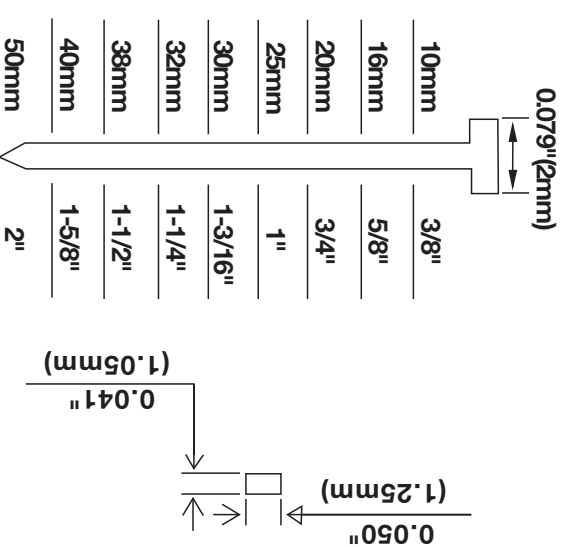 0.079"(2mm)
10mm 3/8"
16mm 5/8"
20mm 3/4"
25mm 1"
30mm 1-3/16"
32mm 1-1/4"
38mm 1-1/2"
40mm 1-5/8"
50mm 2"
0.041"
(1.05mm)
0.050"
(1.25mm)